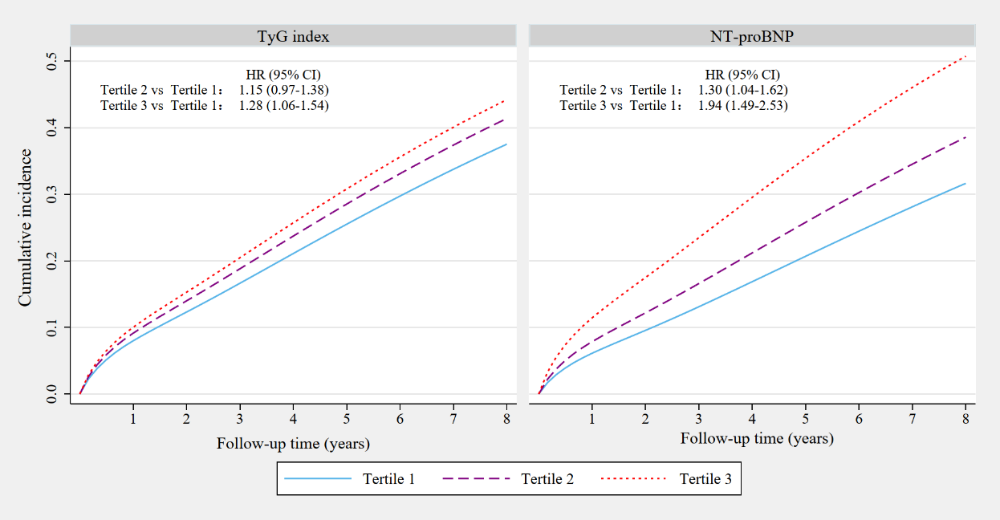 TyG index
HR (95% CI)
Tertile 2 vs Tertile 1： 1.15 (0.97-1.38)
Tertile 3 vs Tertile 1： 1.28 (1.06-1.54)
NT-proBNP
HR (95% CI)
Tertile 2 vs Tertile 1： 1.30 (1.04-1.62)
Tertile 3 vs Tertile 1： 1.94 (1.49-2.53)
Cumulative incidence
0.5
0.4
0.3
0.2
0.1
0.0
1 2 3 4 5 6 7 8
Follow-up time (years)
1 2 3 4 5 6 7 8
Follow-up time (years)
Tertile 1 Tertile 2 Tertile 3